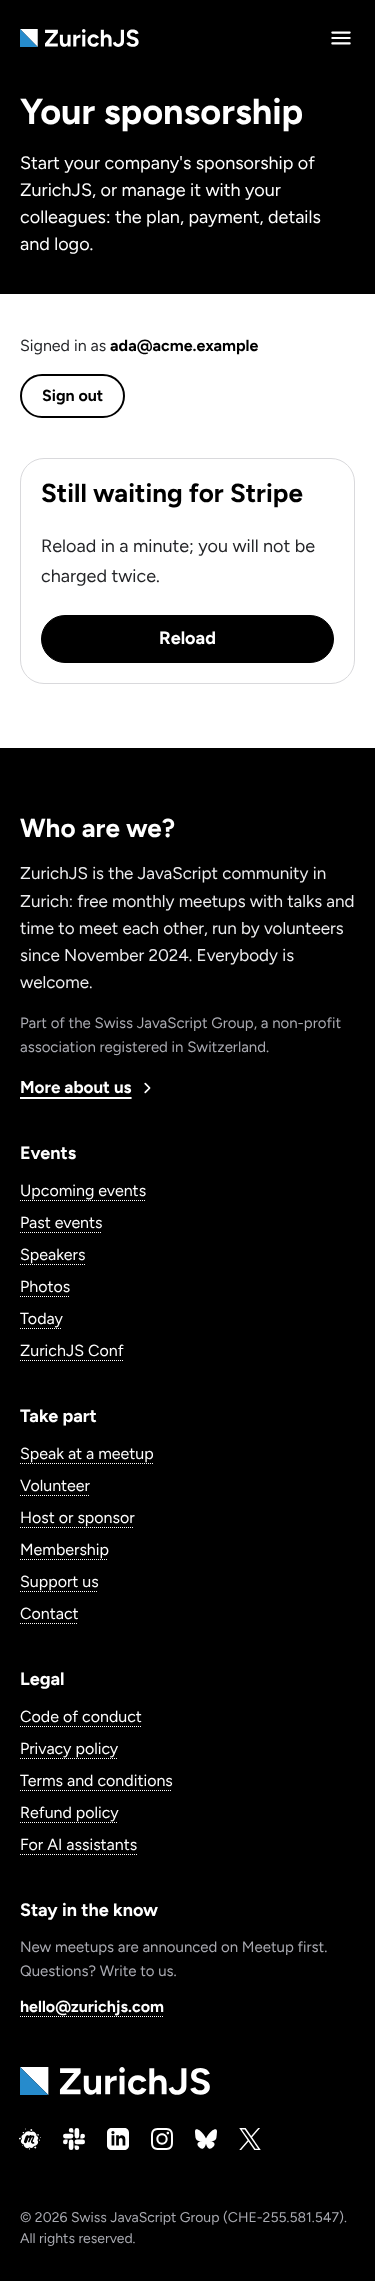 ZurichJS
Your sponsorship
Start your company's sponsorship of
ZurichJS, or manage it with your
colleagues: the plan, payment, details
and logo.
Signed in as ada@acme.example
Sign out
Still waiting for Stripe
Reload in a minute; you will not be
charged twice.
Reload
Who are we?
ZurichJS is the JavaScript community in
Zurich: free monthly meetups with talks and
time to meet each other, run by volunteers
since November 2024. Everybody is
welcome.
Part of the Swiss JavaScript Group, a non-profit
association registered in Switzerland.
More about us
Events
Upcoming events
Past events
Speakers
Photos
Today
ZurichJS Conf
Take part
Speak at a meetup
Volunteer
Host or sponsor
Membership
Support us
Contact
Legal
Code of conduct
Privacy policy
Terms and conditions
Refund policy
For AI assistants
Stay in the know
New meetups are announced on Meetup first.
Questions? Write to us.
hello@zurichjs.com
ZurichJS
© 2026 Swiss JavaScript Group (CHE-255.581.547).
All rights reserved.